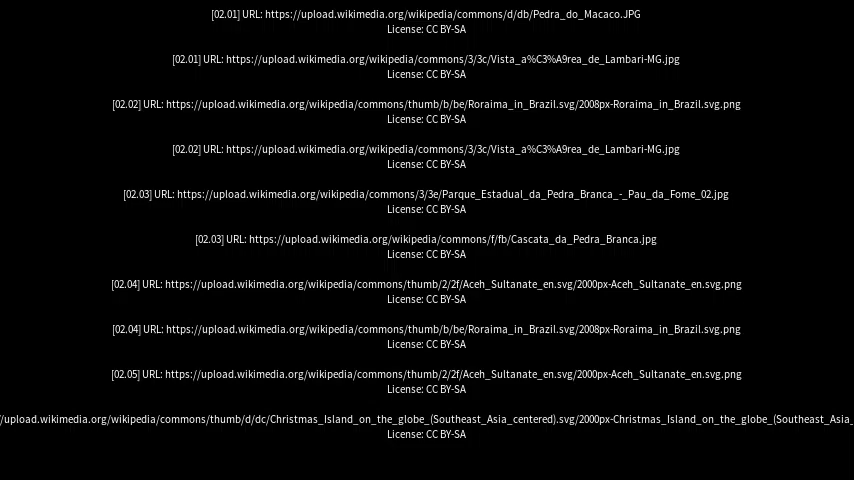 [02.01] URL: https://upload.wikimedia.org/wikipedia/commons/d/db/Pedra_do_Macaco.JPG
License: CC BY-SA
[02.01] URL: https://upload.wikimedia.org/wikipedia/commons/3/3c/Vista_a%C3%A9rea_de_Lambari-MG.jpg
License: CC BY-SA
[02.02] URL: https://upload.wikimedia.org/wikipedia/commons/thumb/b/be/Roraima_in_Brazil.svg/2008px-Roraima_in_Brazil.svg.png
License: CC BY-SA
[02.02] URL: https://upload.wikimedia.org/wikipedia/commons/3/3c/Vista_a%C3%A9rea_de_Lambari-MG.jpg
License: CC BY-SA
[02.03] URL: https://upload.wikimedia.org/wikipedia/commons/3/3e/Parque_Estadual_da_Pedra_Branca_-_Pau_da_Fome_02.jpg
License: CC BY-SA
[02.03] URL: https://upload.wikimedia.org/wikipedia/commons/f/fb/Cascata_da_Pedra_Branca.jpg
License: CC BY-SA
[02.04] URL: https://upload.wikimedia.org/wikipedia/commons/thumb/2/2f/Aceh_Sultanate_en.svg/2000px-Aceh_Sultanate_en.svg.png
License: CC BY-SA
[02.04] URL: https://upload.wikimedia.org/wikipedia/commons/thumb/b/be/Roraima_in_Brazil.svg/2008px-Roraima_in_Brazil.svg.png
License: CC BY-SA
[02.05] URL: https://upload.wikimedia.org/wikipedia/commons/thumb/2/2f/Aceh_Sultanate_en.svg/2000px-Aceh_Sultanate_en.svg.png
License: CC BY-SA
/upload.wikimedia.org/wikipedia/commons/thumb/d/dc/Christmas_Island_on_the_globe_(Southeast_Asia_centered).svg/2000px-Christmas_Island_on_the_globe_(Southeast_Asia_
License: CC BY-SA